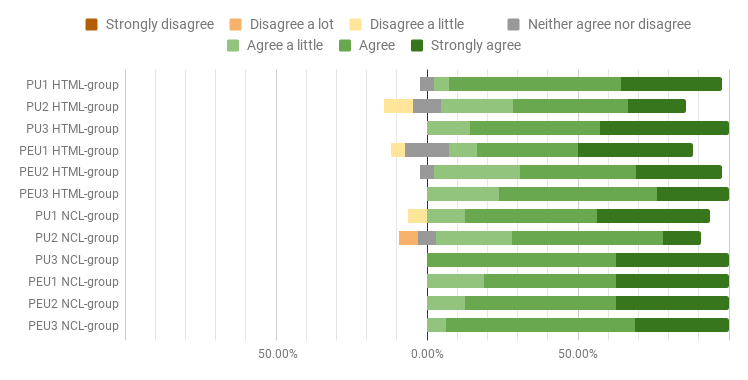 Strongly disagree Disagree a lot Disagree a little Neither agree nor disagree
Agree a little Agree Strongly agree
PU1 HTML-group
PU2 HTML-group
PU3 HTML-group
PEU1 HTML-group
PEU2 HTML-group
PEU3 HTML-group
PU1 NCL-group
PU2 NCL-group
PU3 NCL-group
PEU1 NCL-group
PEU2 NCL-group
PEU3 NCL-group
50.00% 0.00% 50.00%